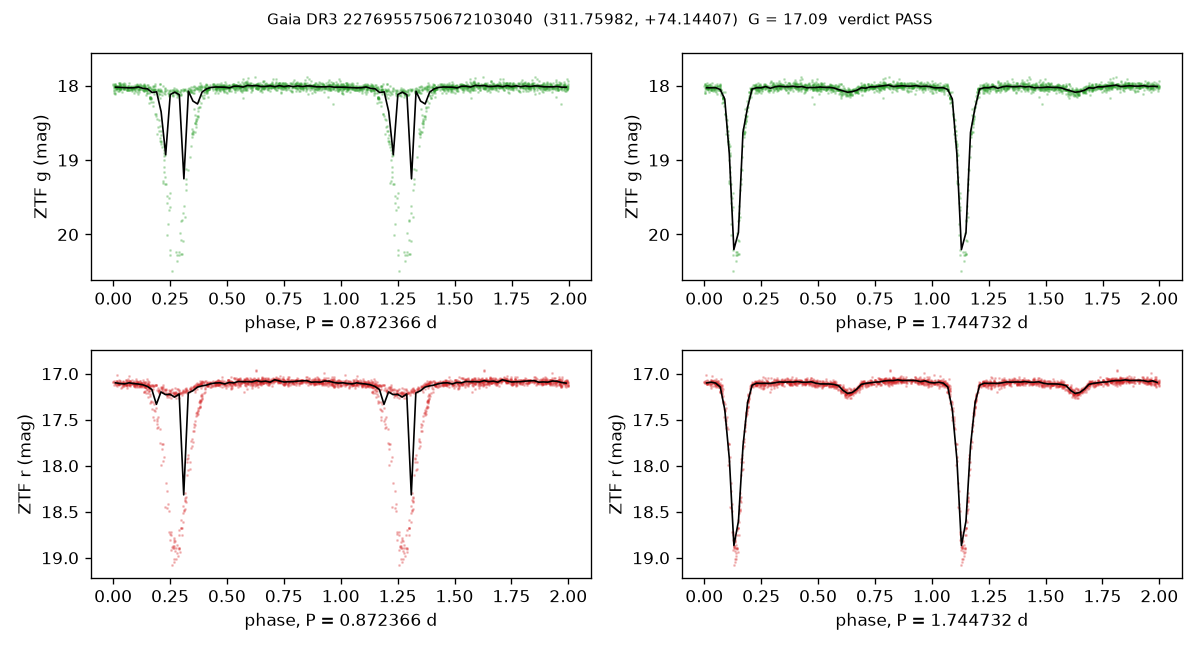 Gaia DR3 2276955750672103040 (311.75982, +74.14407) G = 17.09 verdict PASS
ZTF g (mag)
18
19
20
0.00 0.25 0.50 0.75 1.00 1.25 1.50 1.75 2.00
phase, P = 0.872366 d
ZTF g (mag)
18
19
20
0.00 0.25 0.50 0.75 1.00 1.25 1.50 1.75 2.00
phase, P = 1.744732 d
ZTF r (mag)
17.0
17.5
18.0
18.5
19.0
0.00 0.25 0.50 0.75 1.00 1.25 1.50 1.75 2.00
phase, P = 0.872366 d
ZTF r (mag)
17.0
17.5
18.0
18.5
19.0
0.00 0.25 0.50 0.75 1.00 1.25 1.50 1.75 2.00
phase, P = 1.744732 d